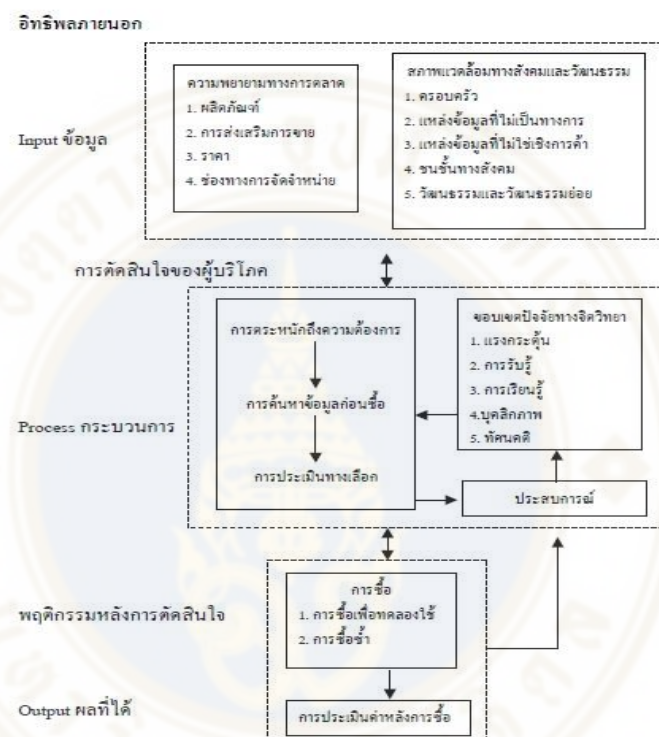 อิทธิพลภายนอก
ความพยายามทางการตลาด
1. ผลิตภัณฑ์
2. การส่งเสริมการขาย
3. ราคา
4. ช่องทางการจัดจำหน่าย
สภาพแวดล้อมทางสังคมและวัฒนธรรม
1. ครอบครัว
2. แหล่งข้อมูลที่ไม่เป็นทางการ
3. แหล่งข้อมูลที่ไม่ใช่เชิงการค้า
4. ชนชั้นทางสังคม
5. วัฒนธรรมและวัฒนธรรมย่อย
Input ข้อมูล
การตัดสินใจของผู้บริโภค
การตระหนักถึงความต้องการ
การค้นหาข้อมูลก่อนซื้อ
การประเมินทางเลือก
ขอบเขตปัจจัยทางจิตวิทยา
1. แรงกระตุ้น
2. การรับรู้
3. การเรียนรู้
4.บุคลิกภาพ
5. ทัศนคติ
ประสบการณ์
Process กระบวนการ
การซื้อ
1. การซื้อเพื่อทดลองใช้
2. การซื้อซ้ำ
พฤติกรรมหลังการตัดสินใจ
การประเมินค่าหลังการซื้อ
Output ผลที่ได้